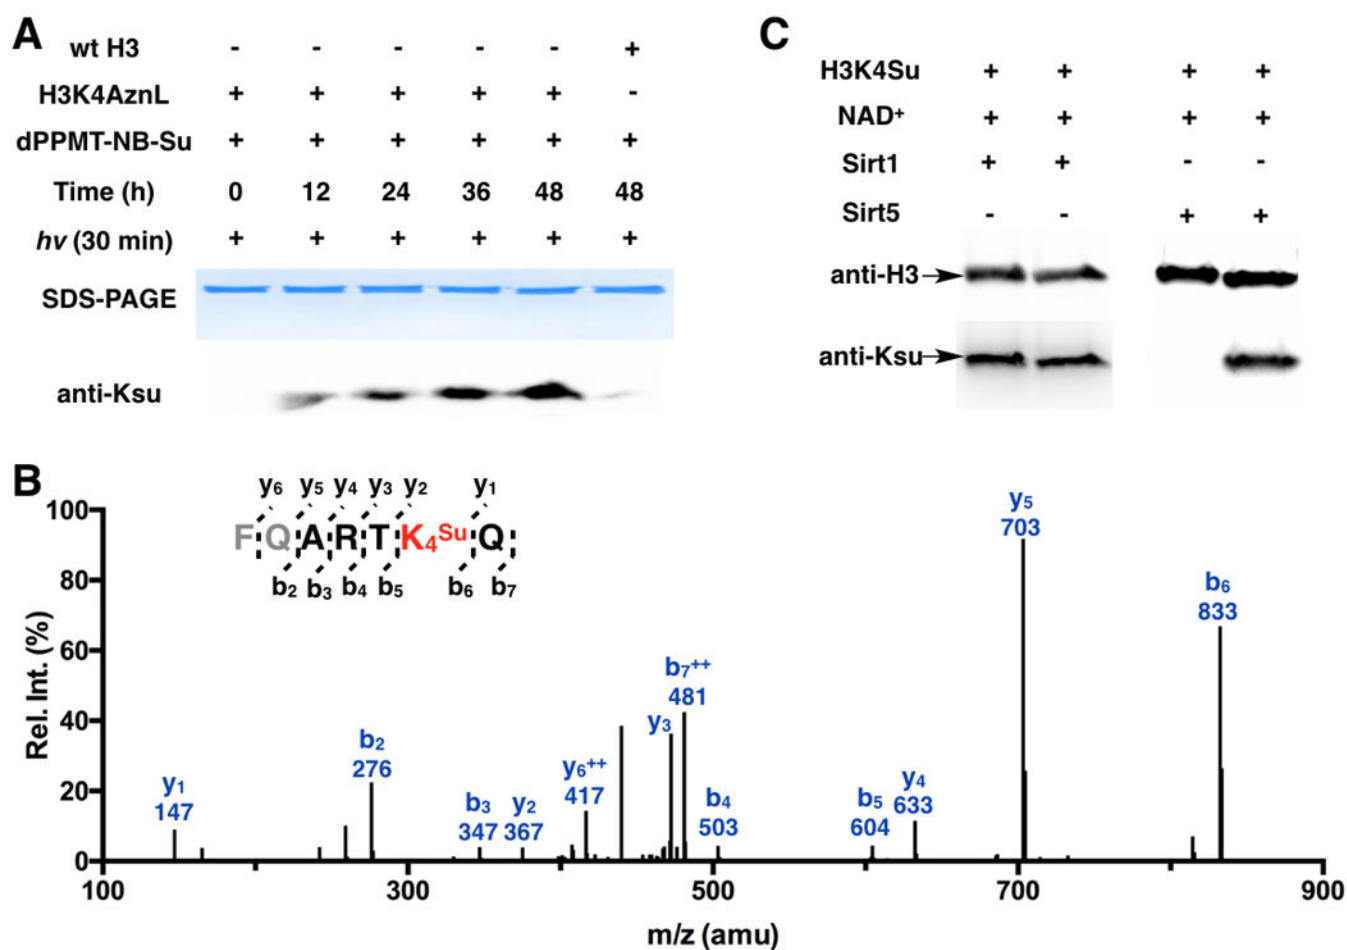 A
wt H3 - - - - - +
H3K4AznL + + + + + -
dPPMT-NB-Su + + + + + +
Time (h) 0 12 24 36 48 48
hv (30 min) + + + + + +
SDS-PAGE
anti-Ksu
C
H3K4Su + + + +
NAD+ + + + +
Sirt1 + + - -
Sirt5 - - + +
anti-H3
anti-Ksu
B
y6 y5 y4 y3 y2 y1
F Q A R T K4Su Q
b2 b3 b4 b5 b6 b7
Rel. Int. (%)
100
80
60
40
20
0
y1
147
b2
276
b3
347
y2
367
y6++
417
y3
b7++
481
b4
503
b5
604
y4
633
y5
703
b6
833
100 300 500 700 900
m/z (amu)